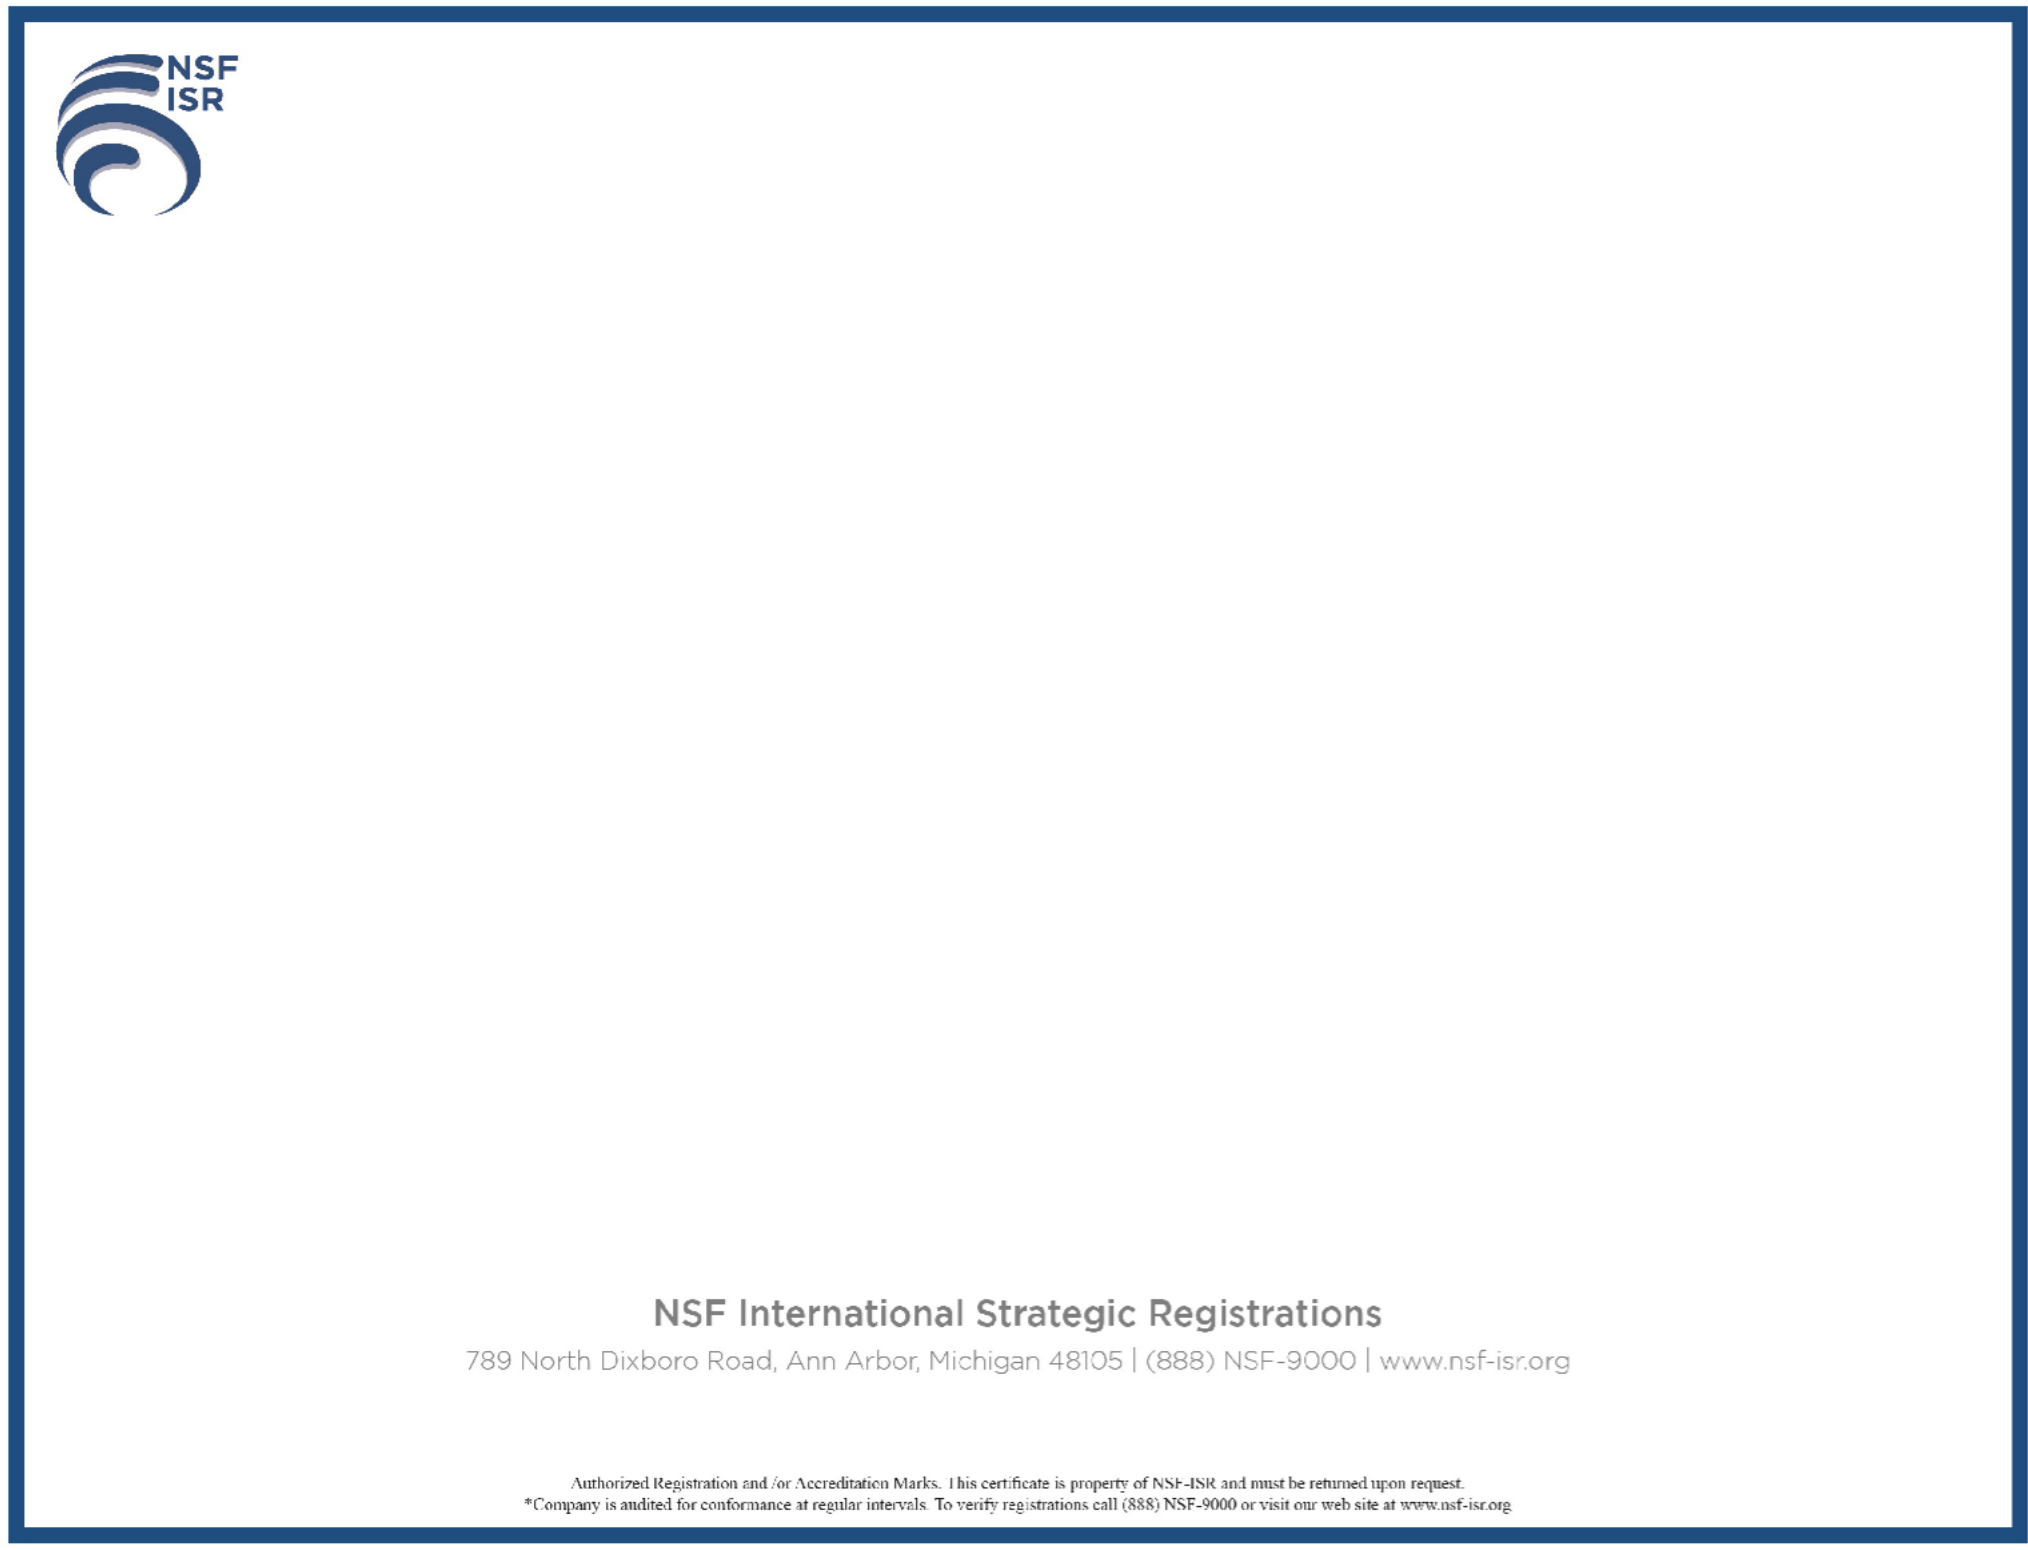 NSF
ISR
NSF International Strategic Registrations
789 North Dixboro Road, Ann Arbor, Michigan 48105 | (888) NSF-9000 | www.nsf-isr.org
Authorized Registration and /or Accreditation Marks. This certificate is property of NSF-ISR and must be returned upon request.
*Company is audited for conformance at regular intervals. To verify registrations call (888) NSF-9000 or visit our web site at www.nsf-isr.org